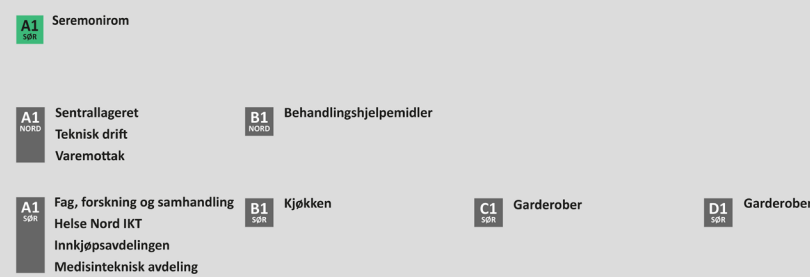 A1 SØR Seremonirom
A1 NORD Sentrallageret
Teknisk drift
Varemottak
B1 NORD Behandlingshjelpemidler
A1 SØR Fag, forskning og samhandling
Helse Nord IKT
Innkjøpsavdelingen
Medisinteknisk avdeling
B1 SØR Kjøkken
C1 SØR Garderober
D1 SØR Garderober